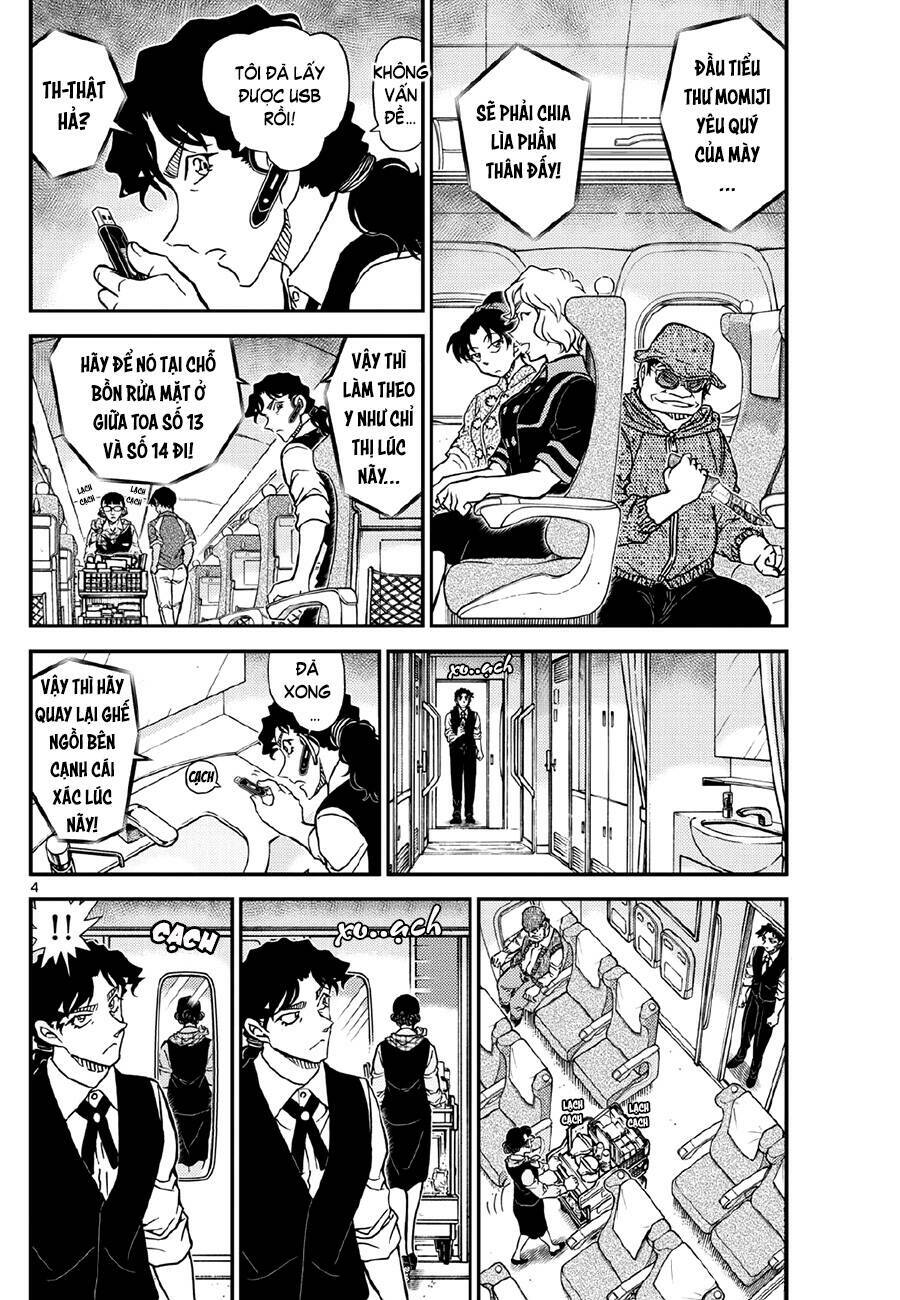 ĐẦU TIỂU
THƯ MOMIJI
YÊU QUÝ
CỦA MÀY
...
SẼ PHẢI CHIA
LÌA PHẦN
THÂN ĐẤY!
KHÔNG
VẤN
ĐỀ...
TÔI ĐÃ LẤY
ĐƯỢC USB
RỒI!
TH-THẬT
HẢ?
VẬY THÌ
LÀM THEO
Y NHƯ CHỈ
THỊ LÚC
NÃY...
HÃY ĐỂ NÓ TẠI CHỖ
BỒN RỬA MẶT Ở
GIỮA TOA SỐ 13
VÀ SỐ 14 ĐI!
LẠCH
CẠCH
LẠCH
CẠCH
XU..ẠCH
ĐÃ
XONG
...
CẠCH
VẬY THÌ HÃY
QUAY LẠI GHẾ
NGỒI BÊN
CẠNH CÁI
XÁC LÚC
NÃY!
4
LẠCH
CẠCH
LẠCH
CẠCH
XU..ẠCH
CẠCH
!!